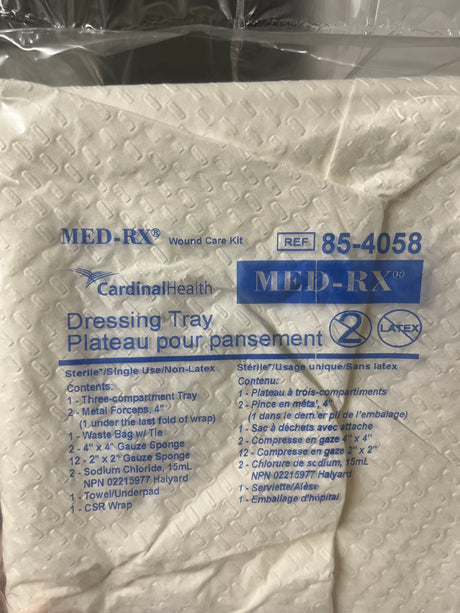 MED-RX® Wound Care Kit
REF 85-4058
CardinalHealth
MED-RX®
Dressing Tray
Plateau pour pansement
2 LATEX
Sterile*/Single Use/Non-Latex
Contents:
1 - Three-compartment Tray
2 - Metal Forceps, 4"
(1 under the last fold of wrap)
1 - Waste Bag w/ Tie
2 - 4" x 4" Gauze Sponge
12 - 2" x 2" Gauze Sponge
2 - Sodium Chloride, 15mL
NPN 02215977 Halyard
1 - Towel/Underpad
1 - CSR Wrap
Stérile*/Usage unique/Sans latex
Contenu:
1 - Plateau à trois-compartiments
2 - Pince en métal, 4"
(1 dans le dernier pli de l'embalage)
1 - Sac à déchets avec attache
2 - Compresse en gaze 4" x 4"
12 - Compresse en gaze 2" x 2"
2 - Chlorure de sodium, 15mL
NPN 02215977 Halyard
1 - Serviette/Alèse
1 - Emballage d'hôpital